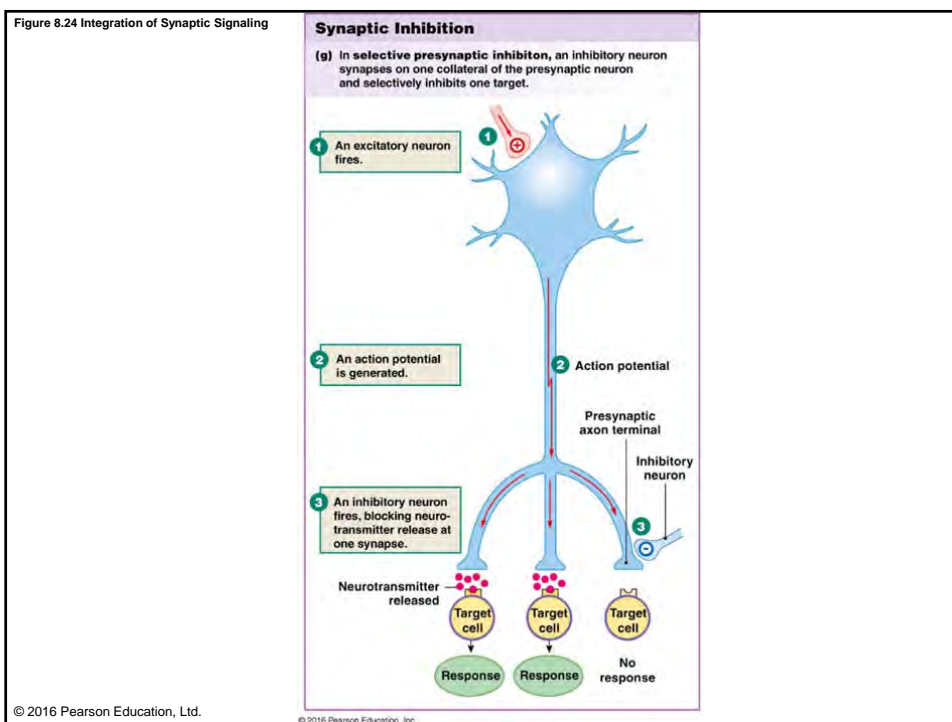 Figure 8.24 Integration of Synaptic Signaling
Synaptic Inhibition
(g) In selective presynaptic inhibiton, an inhibitory neuron
synapses on one collateral of the presynaptic neuron
and selectively inhibits one target.
1 An excitatory neuron
fires.
1
+
2 An action potential
is generated.
2 Action potential
Presynaptic
axon terminal
Inhibitory
neuron
3 An inhibitory neuron
fires, blocking neuro-
transmitter release at
one synapse.
3
-
Neurotransmitter
released
Target
cell
Target
cell
Target
cell
Response
Response
No
response
© 2016 Pearson Education, Ltd.
© 2016 Pearson Education, Inc.